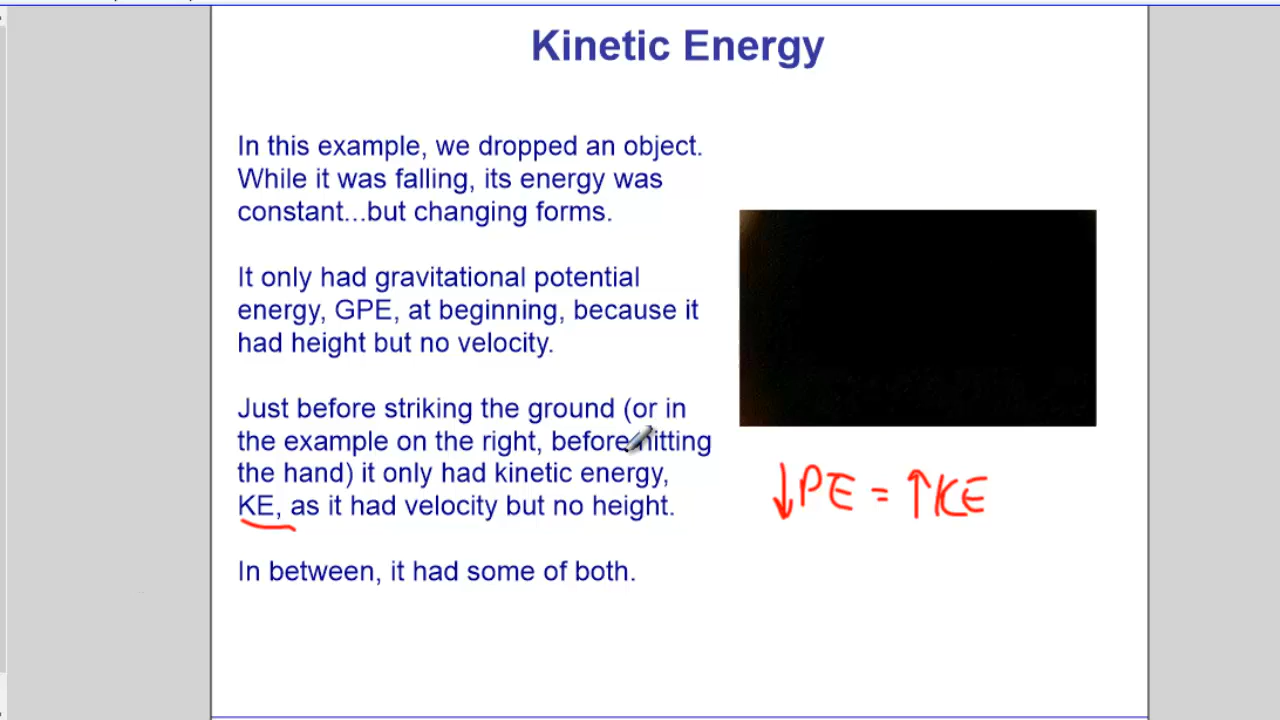 Kinetic Energy
In this example, we dropped an object.
While it was falling, its energy was
constant...but changing forms.
It only had gravitational potential
energy, GPE, at beginning, because it
had height but no velocity.
Just before striking the ground (or in
the example on the right, before hitting
the hand) it only had kinetic energy,
KE, as it had velocity but no height.
In between, it had some of both.
↓PE = ↑KE